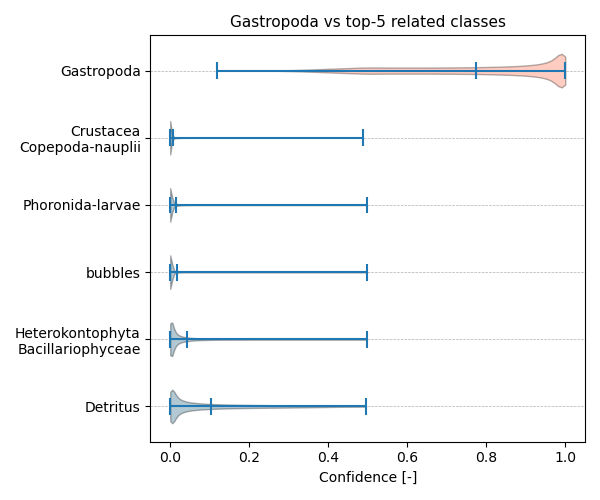 Gastropoda vs top-5 related classes
Gastropoda
Crustacea
Copepoda-nauplii
Phoronida-larvae
bubbles
Heterokontophyta
Bacillariophyceae
Detritus
0.0 0.2 0.4 0.6 0.8 1.0
Confidence [-]